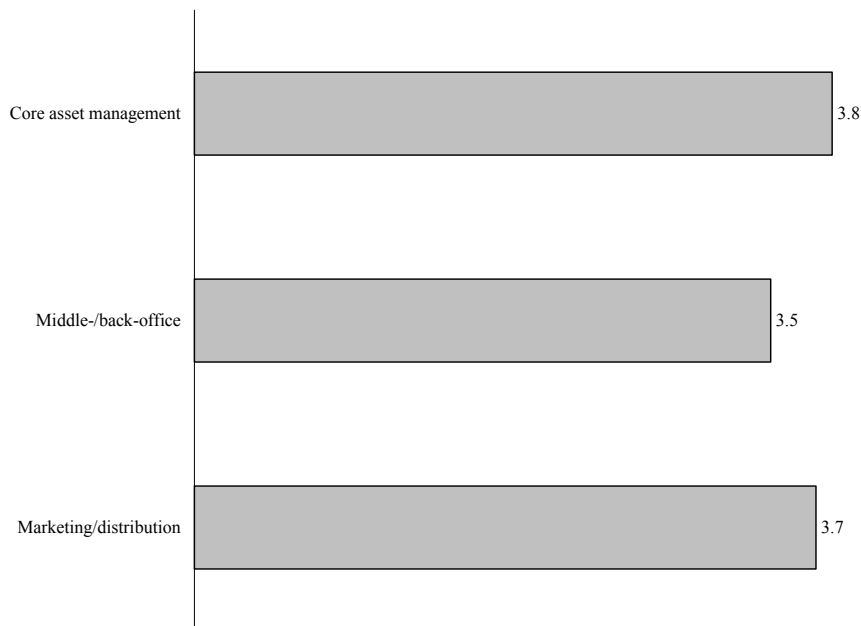 Core asset management
3.8
Middle-/back-office
3.5
Marketing/distribution
3.7